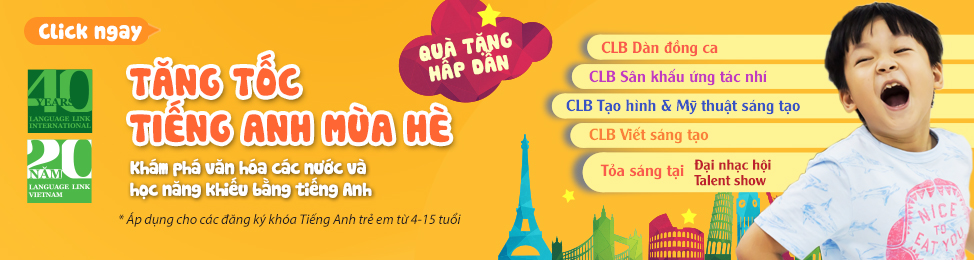 Click ngay
40
YEARS
LANGUAGE LINK
INTERNATIONAL
20
NĂM
LANGUAGE LINK
VIETNAM
TĂNG TỐC
TIẾNG ANH MÙA HÈ
Khám phá văn hóa các nước và
học năng khiếu bằng tiếng Anh
* Áp dụng cho các đăng ký khóa Tiếng Anh trẻ em từ 4-15 tuổi
QUÀ TẶNG
HẤP DẪN
CLB Dàn đồng ca
CLB Sân khấu ứng tác nhí
CLB Tạo hình & Mỹ thuật sáng tạo
CLB Viết sáng tạo
Tỏa sáng tại Đại nhạc hội
Talent show
NICE
TO
EAT YOU